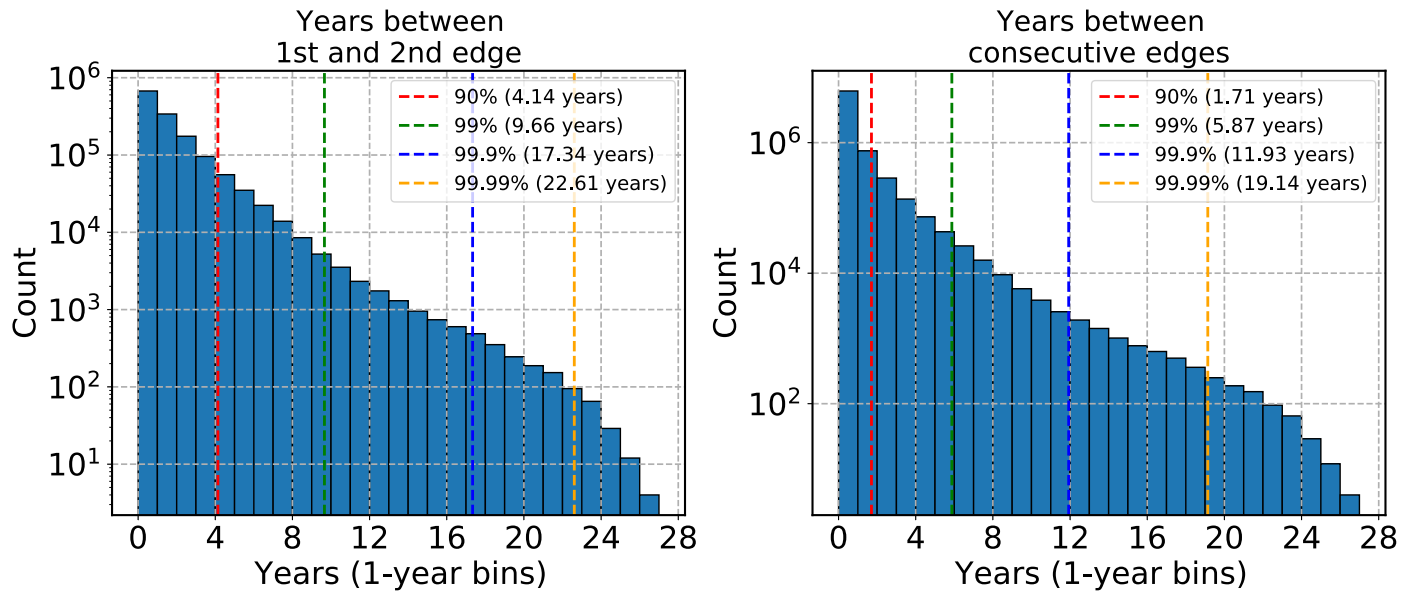 Years between
1st and 2nd edge
10^6
10^5
10^4
10^3
10^2
10^1
Count
90% (4.14 years)
99% (9.66 years)
99.9% (17.34 years)
99.99% (22.61 years)
0 4 8 12 16 20 24 28
Years (1-year bins)
Years between
consecutive edges
10^6
10^4
10^2
Count
90% (1.71 years)
99% (5.87 years)
99.9% (11.93 years)
99.99% (19.14 years)
0 4 8 12 16 20 24 28
Years (1-year bins)